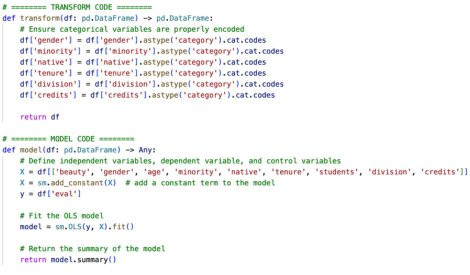 # ======== TRANSFORM CODE ========
def transform(df: pd.DataFrame) -> pd.DataFrame:
    # Ensure categorical variables are properly encoded
    df['gender'] = df['gender'].astype('category').cat.codes
    df['minority'] = df['minority'].astype('category').cat.codes
    df['native'] = df['native'].astype('category').cat.codes
    df['tenure'] = df['tenure'].astype('category').cat.codes
    df['division'] = df['division'].astype('category').cat.codes
    df['credits'] = df['credits'].astype('category').cat.codes

    return df

# ======== MODEL CODE ========
def model(df: pd.DataFrame) -> Any:
    # Define independent variables, dependent variable, and control variables
    X = df[['beauty', 'gender', 'age', 'minority', 'native', 'tenure', 'students', 'division', 'credits']]
    X = sm.add_constant(X)  # add a constant term to the model
    y = df['eval']

    # Fit the OLS model
    model = sm.OLS(y, X).fit()

    # Return the summary of the model
    return model.summary()